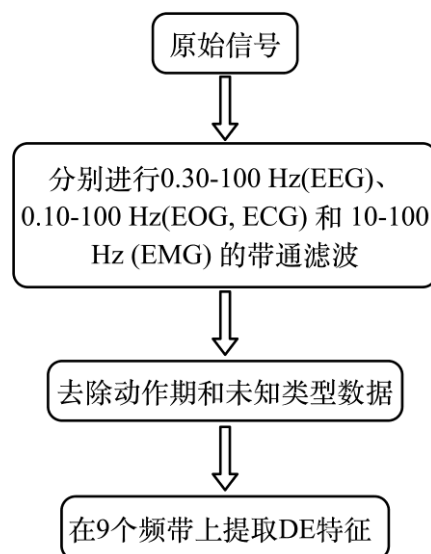 原始信号
分别进行0.30-100 Hz(EEG)、
0.10-100 Hz(EOG, ECG) 和 10-100
Hz (EMG) 的带通滤波
去除动作期和未知类型数据
在9个频带上提取DE特征